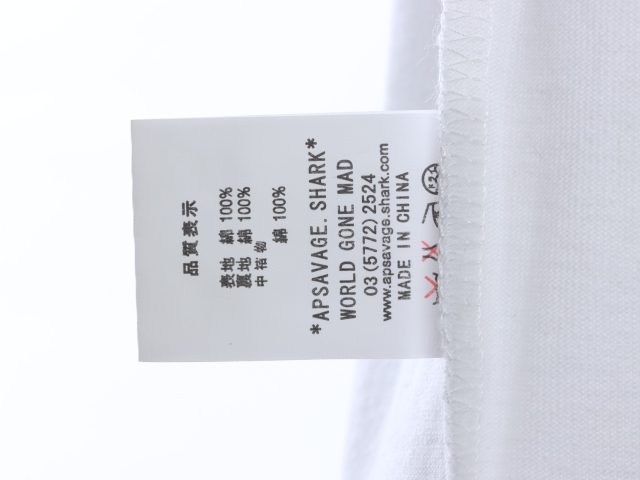 品質表示
表地 綿 100%
裏地 綿 100%
中袷物
綿 100%
*APSAVAGE.SHARK*
WORLD GONE MAD
03(5772)2524
www.apsavage.shark.com
MADE IN CHINA